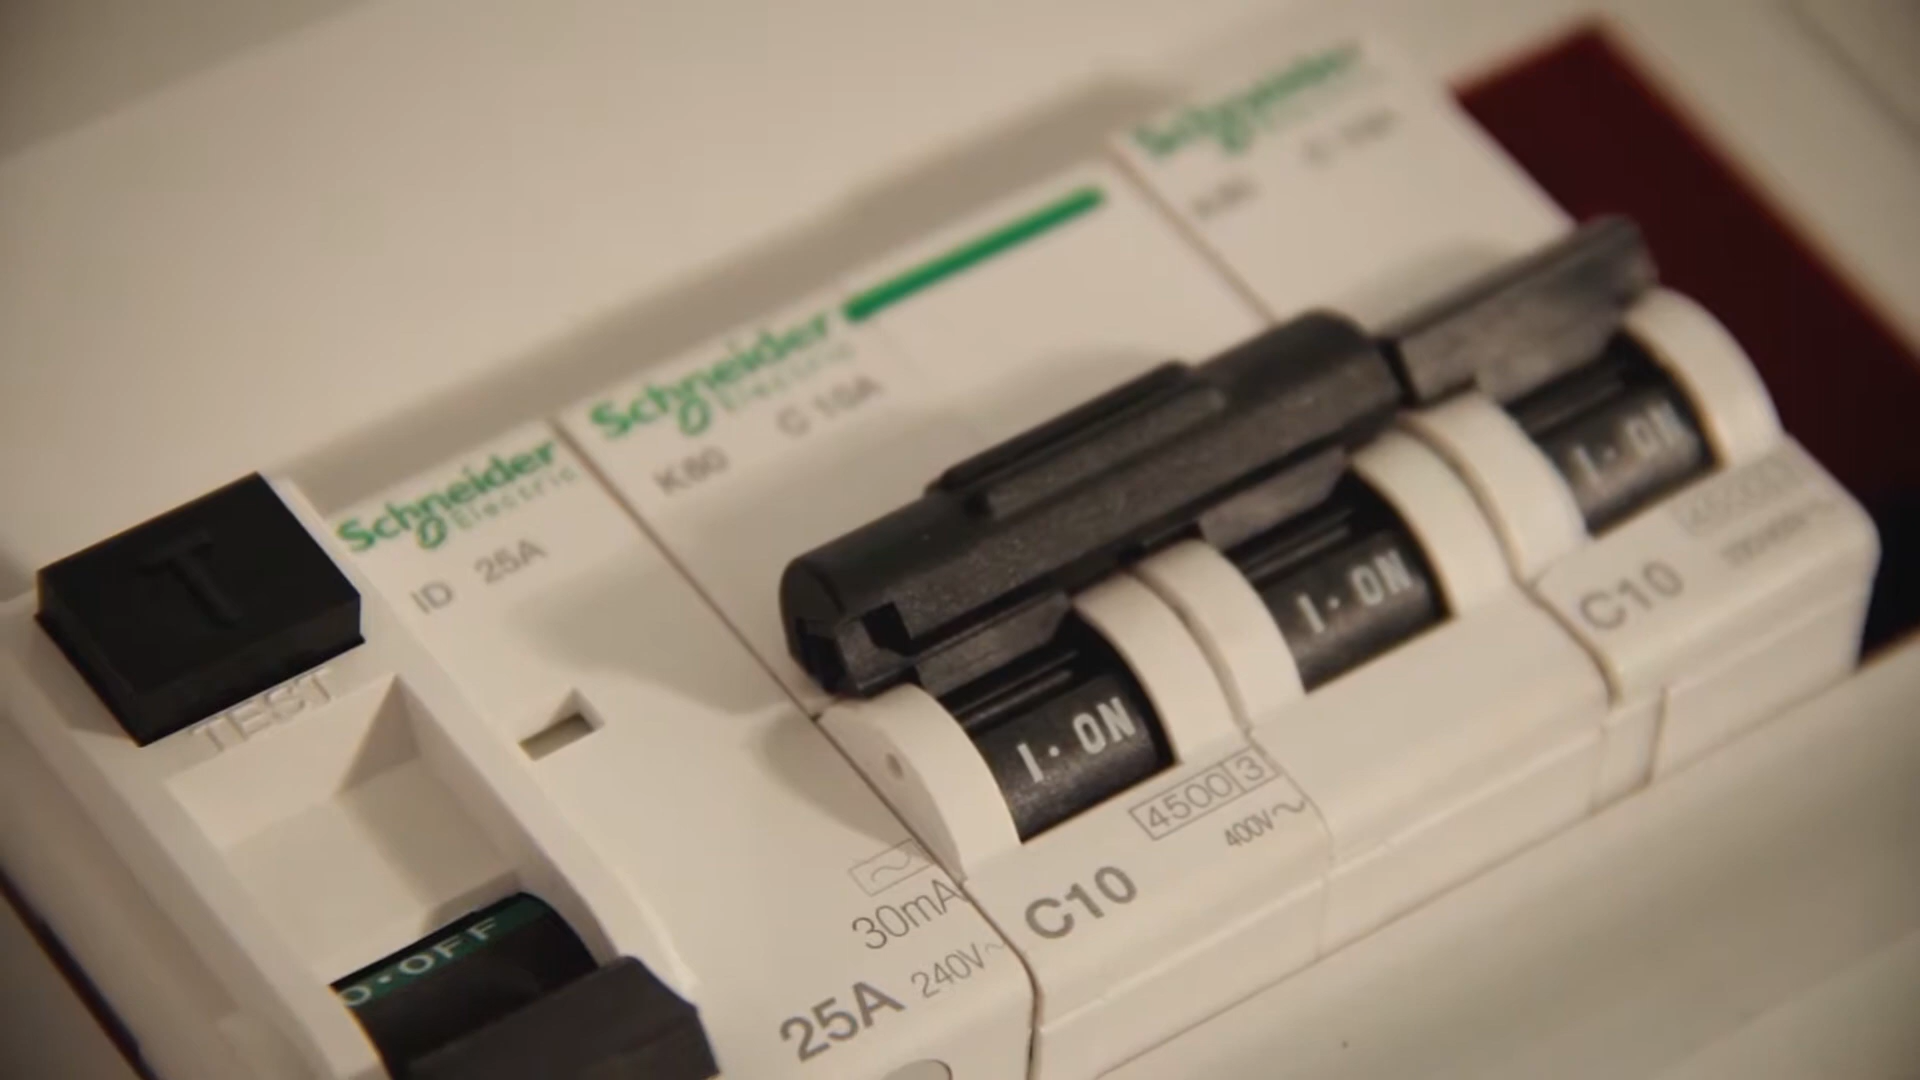 T
TEST
O·OFF
Schneider
Electric
ID 25A
30mA
25A 240V~
Schneider
Electric
K60 C 10A
I· ON
I· ON
4500 3
400V~
C10
Schneider
I· ON
C10